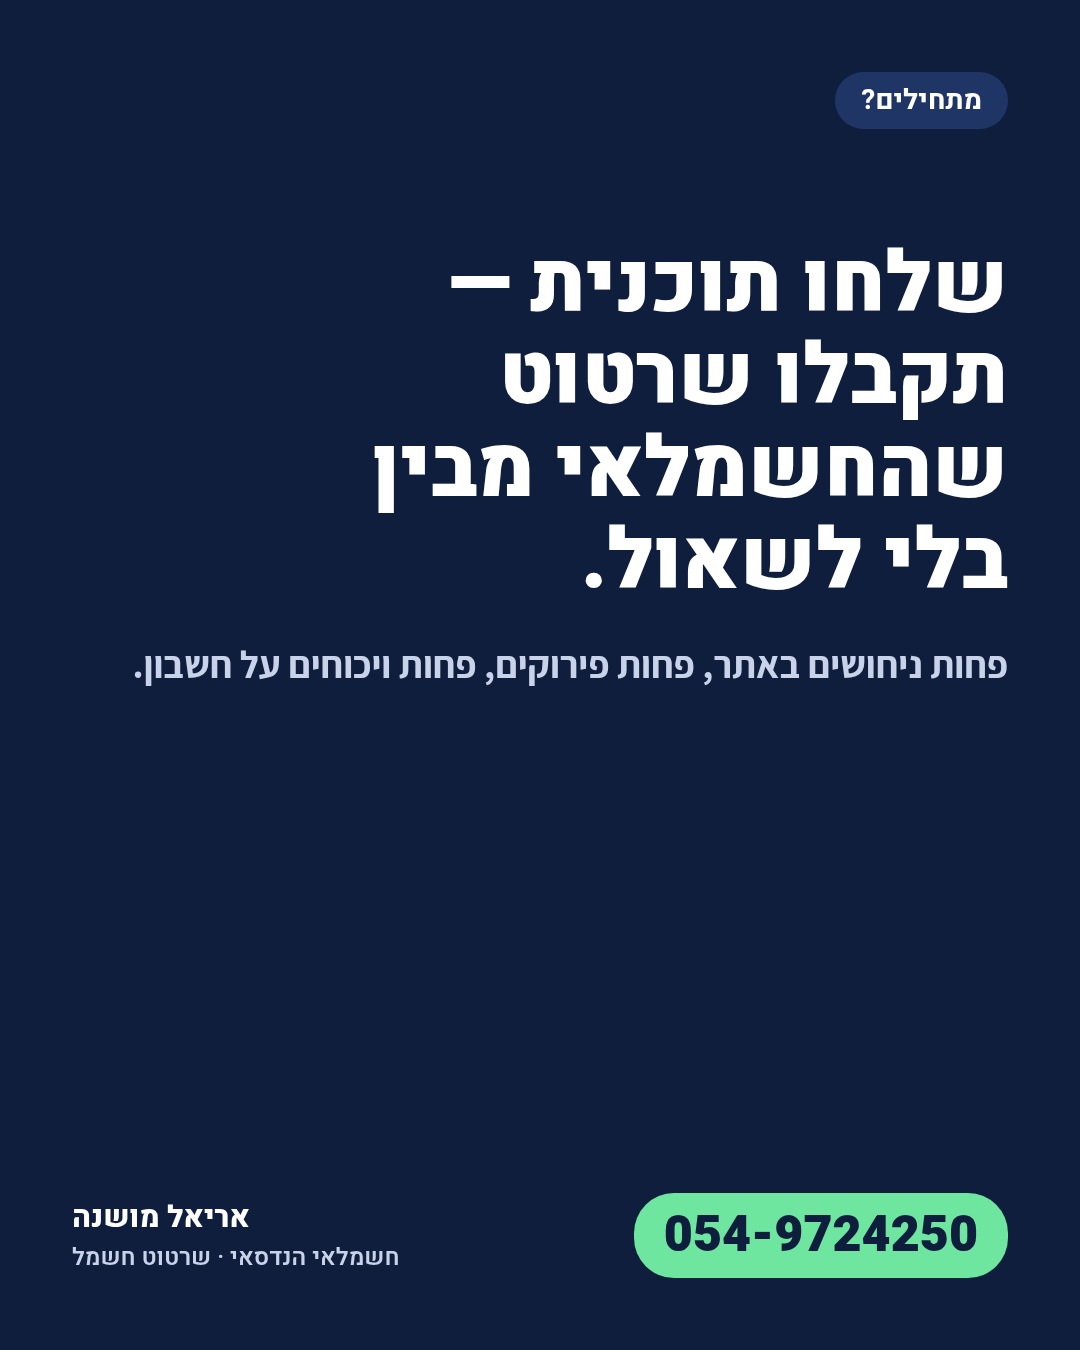 מתחילים?
שלחו תוכנית –
תקבלו שרטוט
שהחשמלאי מבין
בלי לשאול.
פחות ניחושים באתר, פחות פירוקים, פחות ויכוחים על חשבון.
054-9724250
אריאל מושנה
חשמלאי הנדסאי · שרטוט חשמל